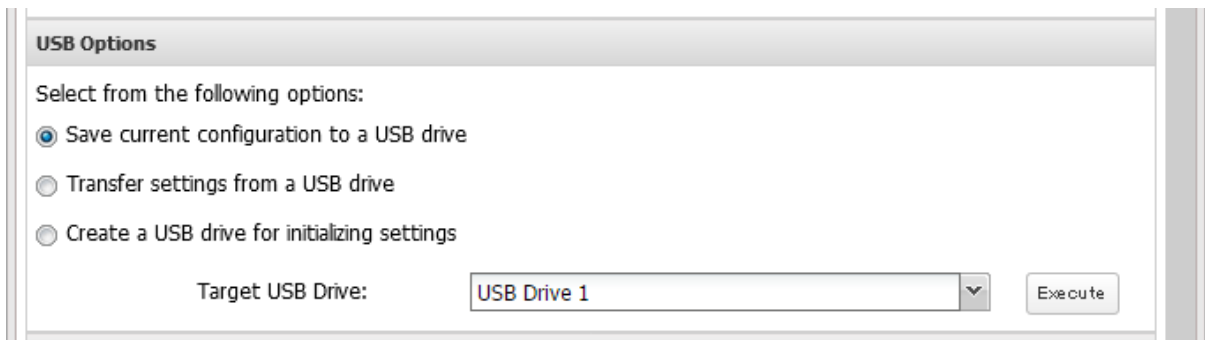 USB Options
Select from the following options:
Save current configuration to a USB drive
Transfer settings from a USB drive
Create a USB drive for initializing settings
Target USB Drive: USB Drive 1 Execute